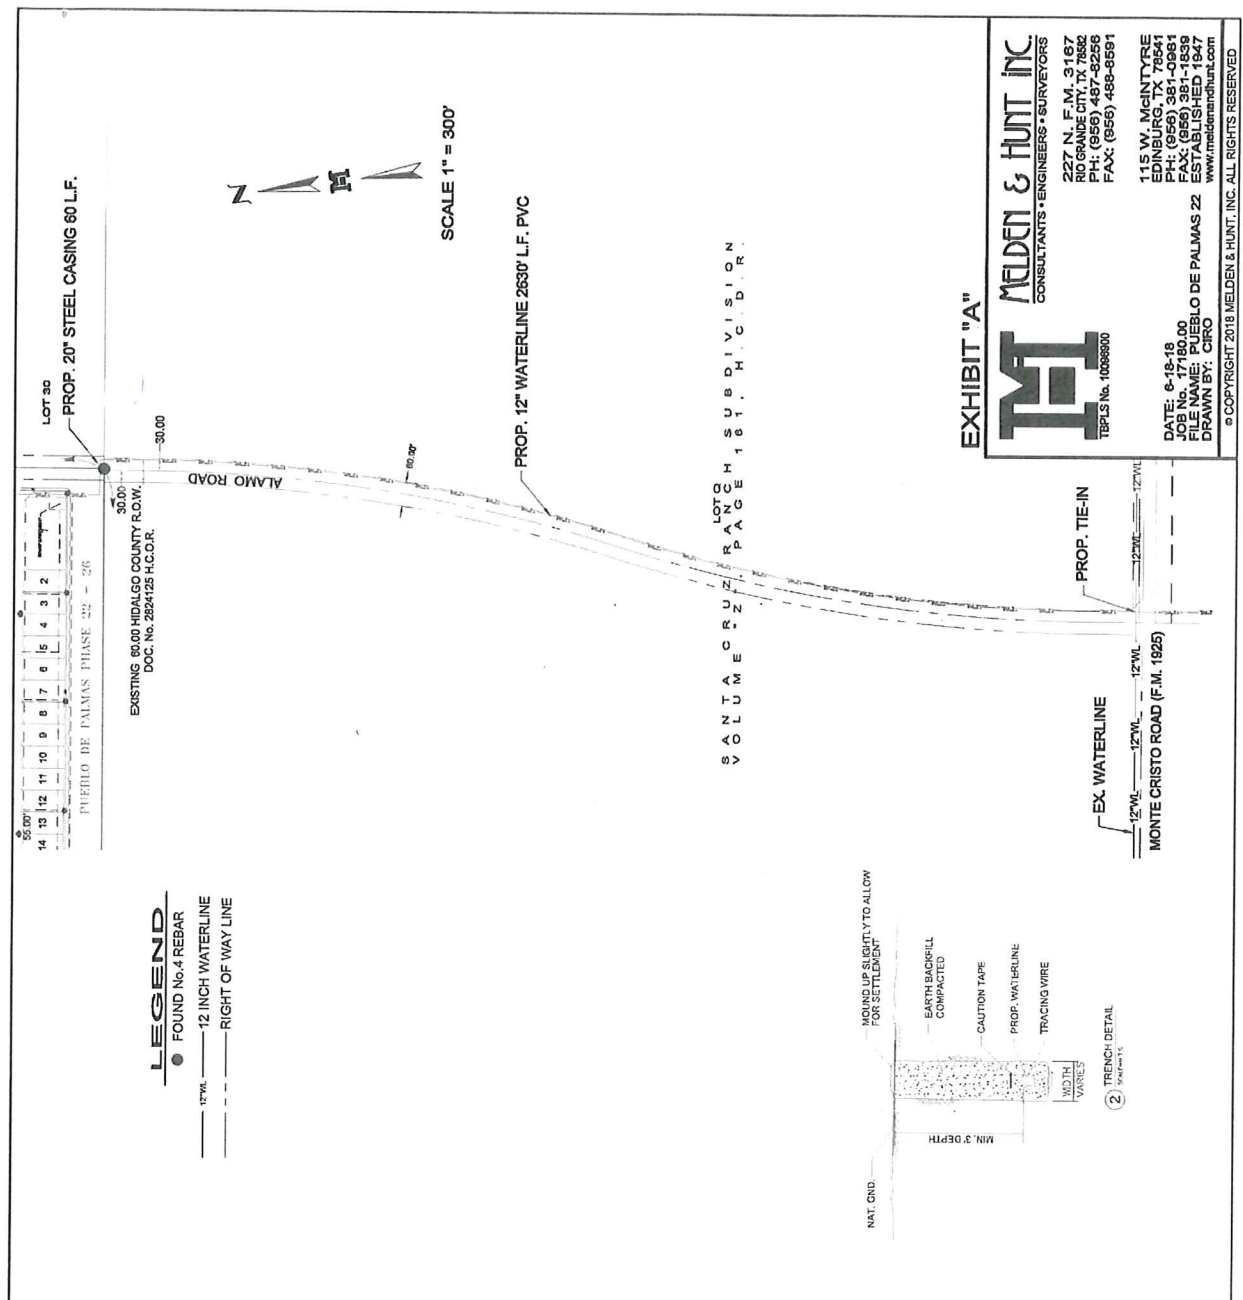 LEGEND
FOUND No.4 REBAR
12"WL
12 INCH WATERLINE
RIGHT OF WAY LINE
55.00'
14 13 12 11 10 9 8 7 6 5 4 3 2
PUEBLO DE PALMAS PHASE 22 - 26
LOT 30
PROP. 20" STEEL CASING 60 L.F.
30.00
30.00
EXISTING 60.00 HIDALGO COUNTY R.O.W.
DOC. No. 2824125 H.C.O.R.
ALAMO ROAD
60.00'
N
SCALE 1" = 300'
PROP. 12" WATERLINE 2630' L.F. PVC
LOT Q
SANTA CRUZ RANCH SUBDIVISION
VOLUME Z, PAGE 161, H.C.D.R.
PROP. TIE-IN
EX. WATERLINE
12"WL 12"WL 12"WL 12"WL 12"WL
MONTE CRISTO ROAD (F.M. 1925)
MOUND UP SLIGHTLY TO ALLOW
FOR SETTLEMENT
EARTH BACKFILL
COMPACTED
CAUTION TAPE
PROP. WATERLINE
TRACING WIRE
NAT. GND.
MIN. 3' DEPTH
WIDTH
VARIES
2 TRENCH DETAIL
EXHIBIT "A"
MELDEN & HUNT INC.
CONSULTANTS • ENGINEERS • SURVEYORS
TBPLS No. 10096900
227 N. F.M. 3167
RIO GRANDE CITY, TX 78582
PH: (956) 487-8256
FAX: (956) 488-8591
115 W. McINTYRE
EDINBURG, TX 78541
PH: (956) 381-0981
FAX: (956) 381-1839
ESTABLISHED 1947
www.meldenandhunt.com
DATE: 6-18-18
JOB No. 17180.00
FILE NAME: PUEBLO DE PALMAS 22
DRAWN BY: CIRO
© COPYRIGHT 2018 MELDEN & HUNT, INC. ALL RIGHTS RESERVED